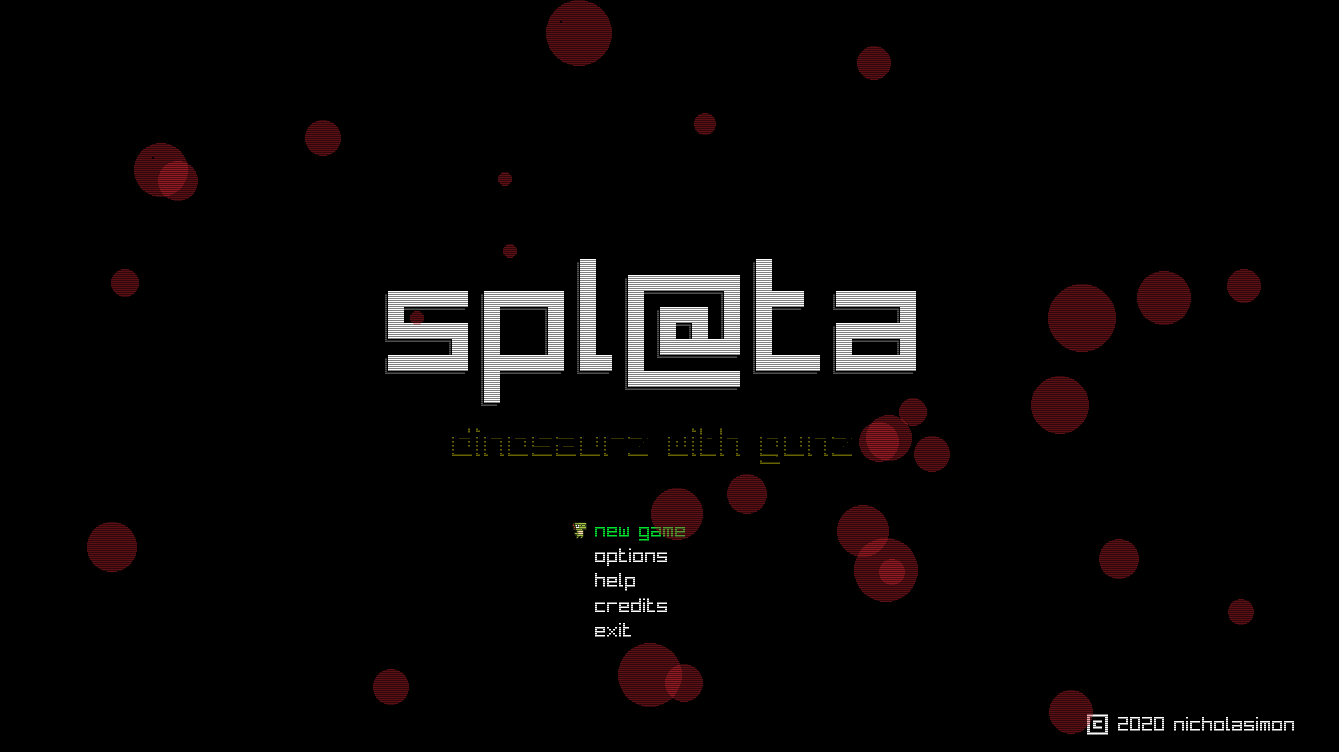 spl@ta
dinosaurz with gunz
new game
options
help
credits
exit
© 2020 nicholasimon